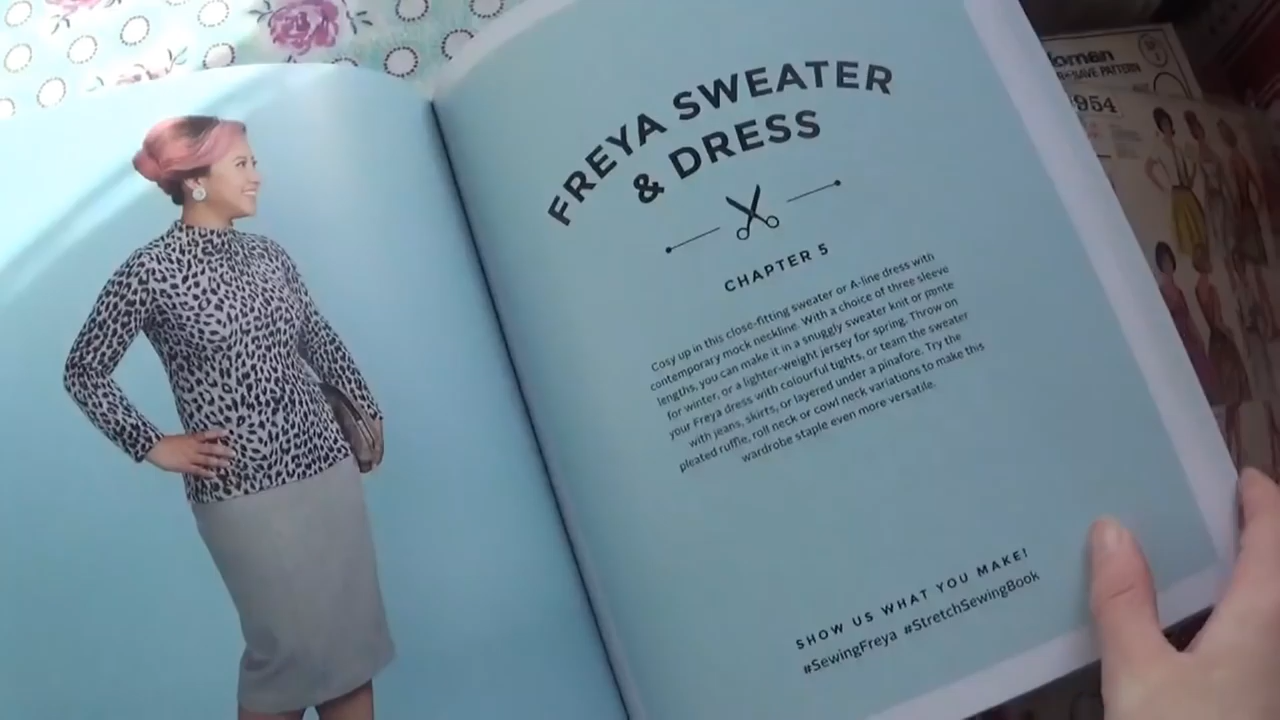 FREYA SWEATER
& DRESS
CHAPTER 5
Cosy up in this close-fitting sweater or A-line dress with
contemporary mock neckline. With a choice of three sleeve
lengths, you can make it in a snuggly sweater knit or ponte
for winter, or a lighter-weight jersey for spring. Throw on
your Freya dress with colourful tights, or team the sweater
with jeans, skirts, or layered under a pinafore. Try the
pleated ruffle, roll neck or cowl neck variations to make this
wardrobe staple even more versatile.
SHOW US WHAT YOU MAKE!
#SewingFreya #StretchSewingBook
oman
-SAVE PATTERN
954